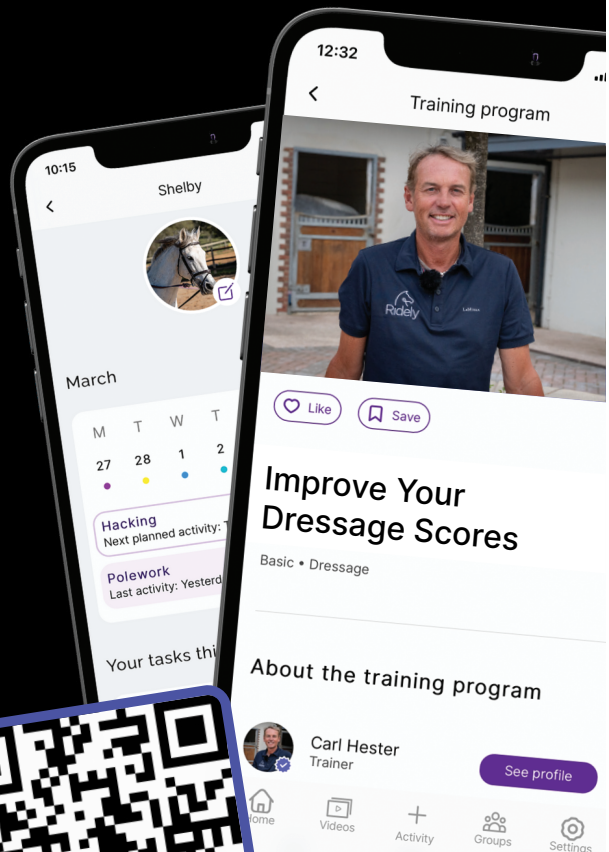 10:15
Shelby
March
M T W T
27 28 1 2
Hacking
Next planned activity: T
Polework
Last activity: Yesterd
Your tasks thi
12:32
Training program
Ridely
Like
Save
Improve Your
Dressage Scores
Basic • Dressage
About the training program
Carl Hester
Trainer
See profile
Home
Videos
Activity
Groups
Settings